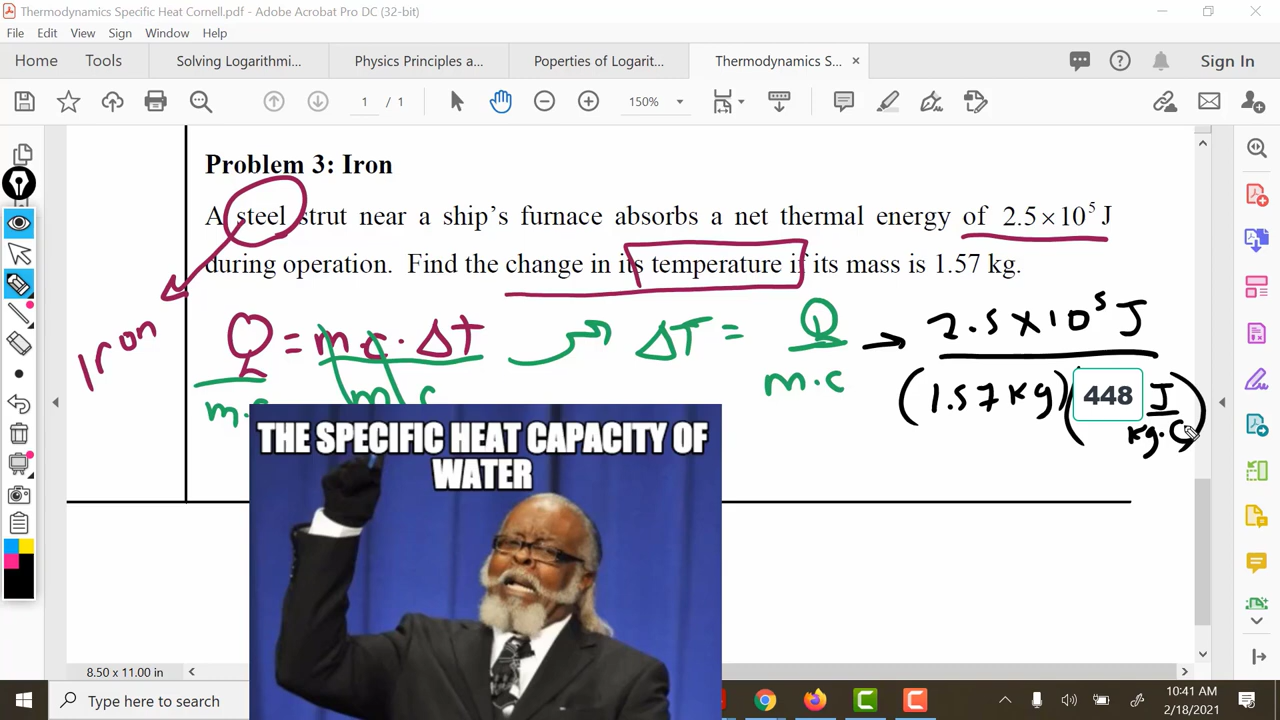 Thermodynamics Specific Heat Cornell.pdf - Adobe Acrobat Pro DC (32-bit)
File Edit View Sign Window Help
Home Tools Solving Logarithmi... Physics Principles a... Poperties of Logarit... Thermodynamics S... × Sign In
1 / 1 150%
Problem 3: Iron
A steel strut near a ship's furnace absorbs a net thermal energy of 2.5 × 10⁵ J
during operation. Find the change in its temperature if its mass is 1.57 kg.
Iron
Q = m c · ΔT ΔT = Q → 2.5 × 10⁵ J
m·c m c m·c (1.57 kg) (448 J
kg·C)
THE SPECIFIC HEAT CAPACITY OF
WATER
8.50 x 11.00 in
Type here to search
10:41 AM
2/18/2021